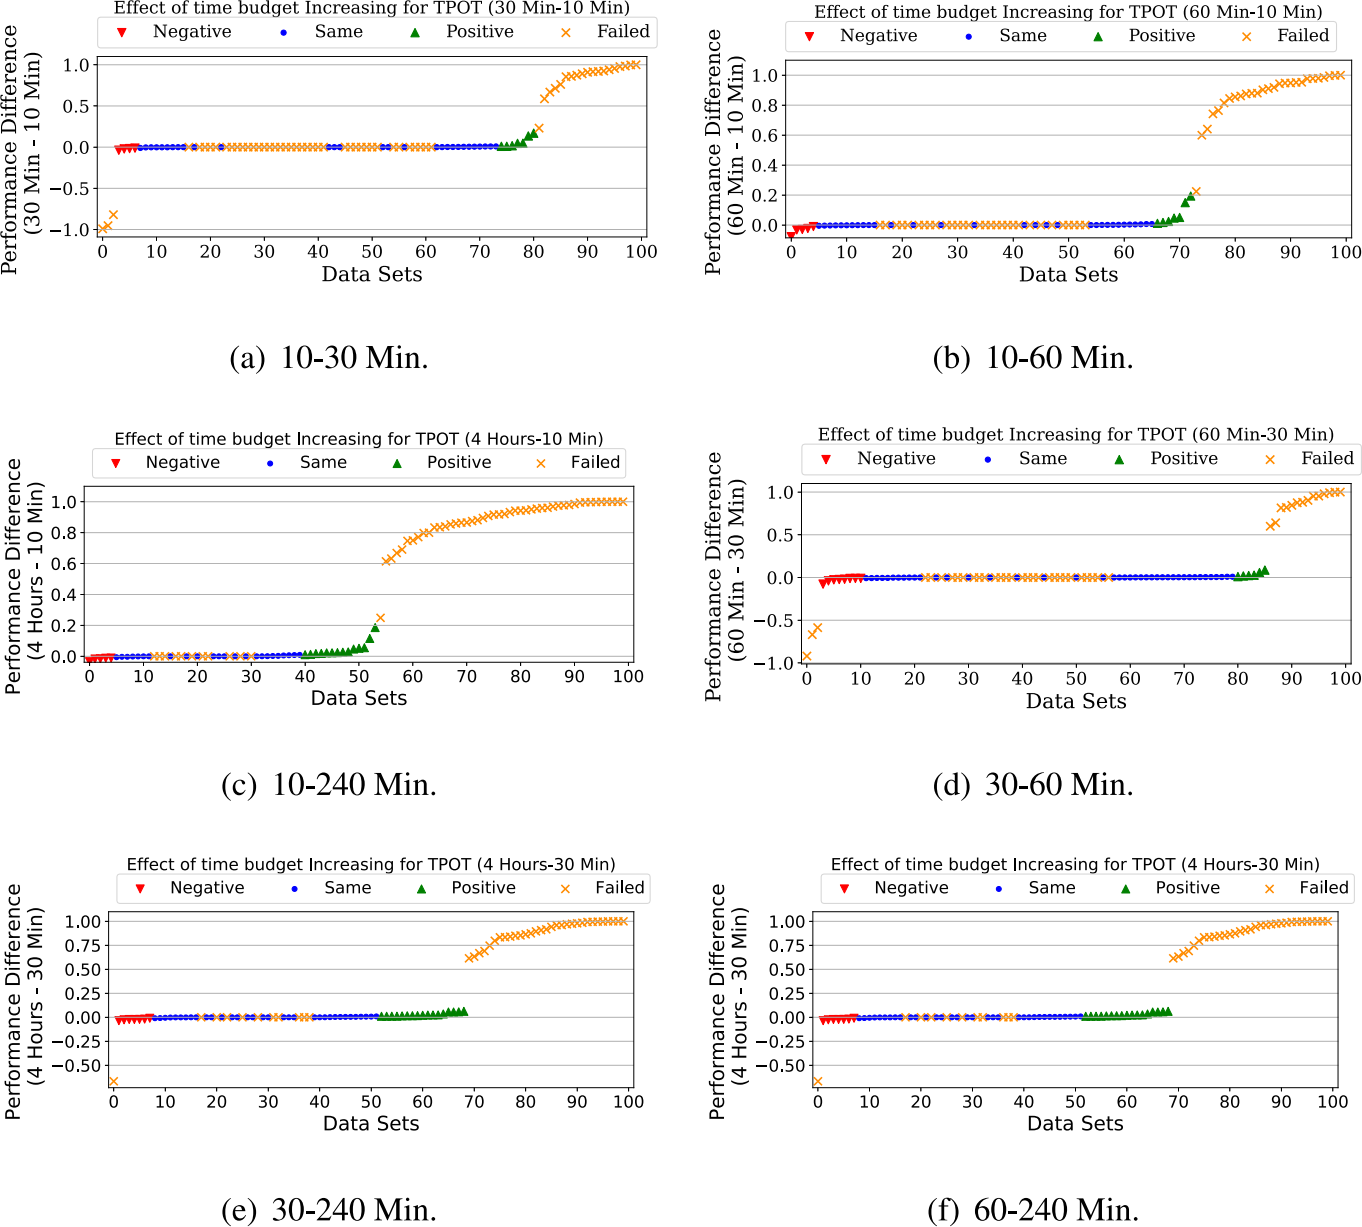 Effect of time budget Increasing for TPOT (30 Min-10 Min)
Negative Same Positive Failed
Performance Difference
(30 Min - 10 Min)
1.0
0.5
0.0
−0.5
−1.0
0 10 20 30 40 50 60 70 80 90 100
Data Sets
(a) 10-30 Min.
Effect of time budget Increasing for TPOT (60 Min-10 Min)
Negative Same Positive Failed
Performance Difference
(60 Min - 10 Min)
1.0
0.8
0.6
0.4
0.2
0.0
0 10 20 30 40 50 60 70 80 90 100
Data Sets
(b) 10-60 Min.
Effect of time budget Increasing for TPOT (4 Hours-10 Min)
Negative Same Positive Failed
Performance Difference
(4 Hours - 10 Min)
1.0
0.8
0.6
0.4
0.2
0.0
0 10 20 30 40 50 60 70 80 90 100
Data Sets
(c) 10-240 Min.
Effect of time budget Increasing for TPOT (60 Min-30 Min)
Negative Same Positive Failed
Performance Difference
(60 Min - 30 Min)
1.0
0.5
0.0
−0.5
−1.0
0 10 20 30 40 50 60 70 80 90 100
Data Sets
(d) 30-60 Min.
Effect of time budget Increasing for TPOT (4 Hours-30 Min)
Negative Same Positive Failed
Performance Difference
(4 Hours - 30 Min)
1.00
0.75
0.50
0.25
0.00
−0.25
−0.50
0 10 20 30 40 50 60 70 80 90 100
Data Sets
(e) 30-240 Min.
Effect of time budget Increasing for TPOT (4 Hours-30 Min)
Negative Same Positive Failed
Performance Difference
(4 Hours - 30 Min)
1.00
0.75
0.50
0.25
0.00
−0.25
−0.50
0 10 20 30 40 50 60 70 80 90 100
Data Sets
(f) 60-240 Min.